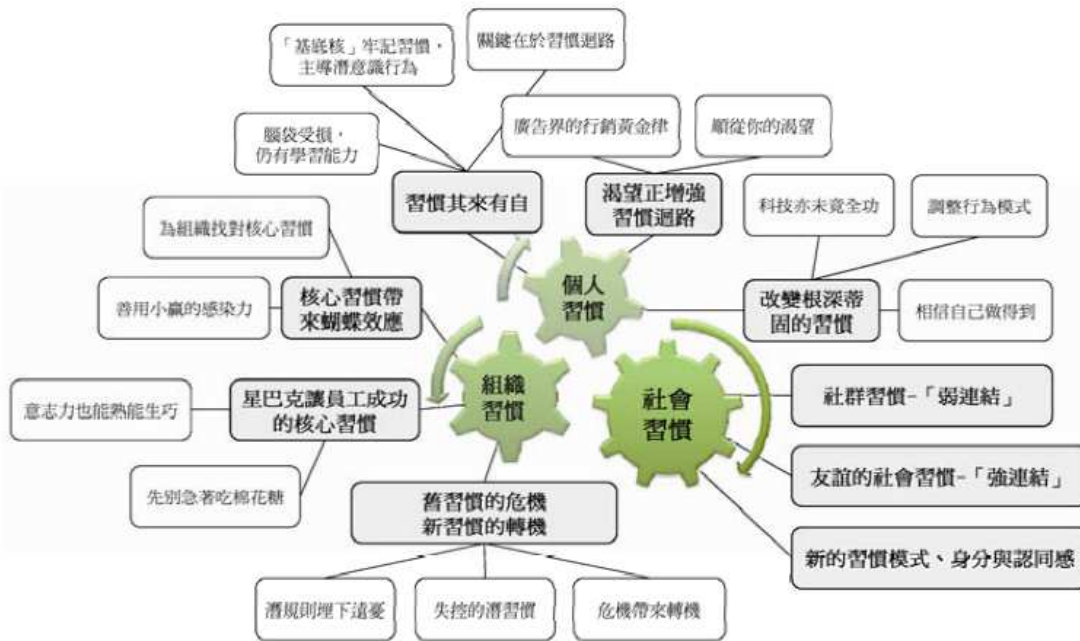 「基底核」牢記習慣，
主導潛意識行為
關鍵在於習慣迴路
腦袋受損，
仍有學習能力
廣告界的行銷黃金律
順從你的渴望
習慣其來有自
渴望正增強
習慣迴路
科技亦未竟全功
調整行為模式
為組織找對核心習慣
個人
習慣
善用小贏的感染力
核心習慣帶
來蝴蝶效應
改變根深蒂
固的習慣
相信自己做得到
組織
習慣
社會
習慣
社群習慣-「弱連結」
意志力也能熟能生巧
星巴克讓員工成功
的核心習慣
友誼的社會習慣-「強連結」
先別急著吃棉花糖
舊習慣的危機
新習慣的轉機
新的習慣模式、身分與認同感
潛規則埋下遠憂
失控的潛習慣
危機帶來轉機